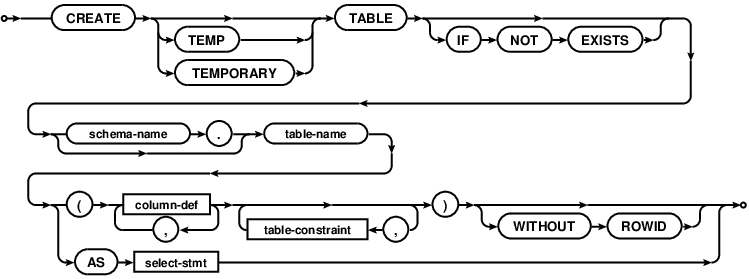 CREATE TABLE
TEMP IF NOT EXISTS
TEMPORARY
schema-name . table-name
( column-def )
, table-constraint , WITHOUT ROWID
AS select-stmt